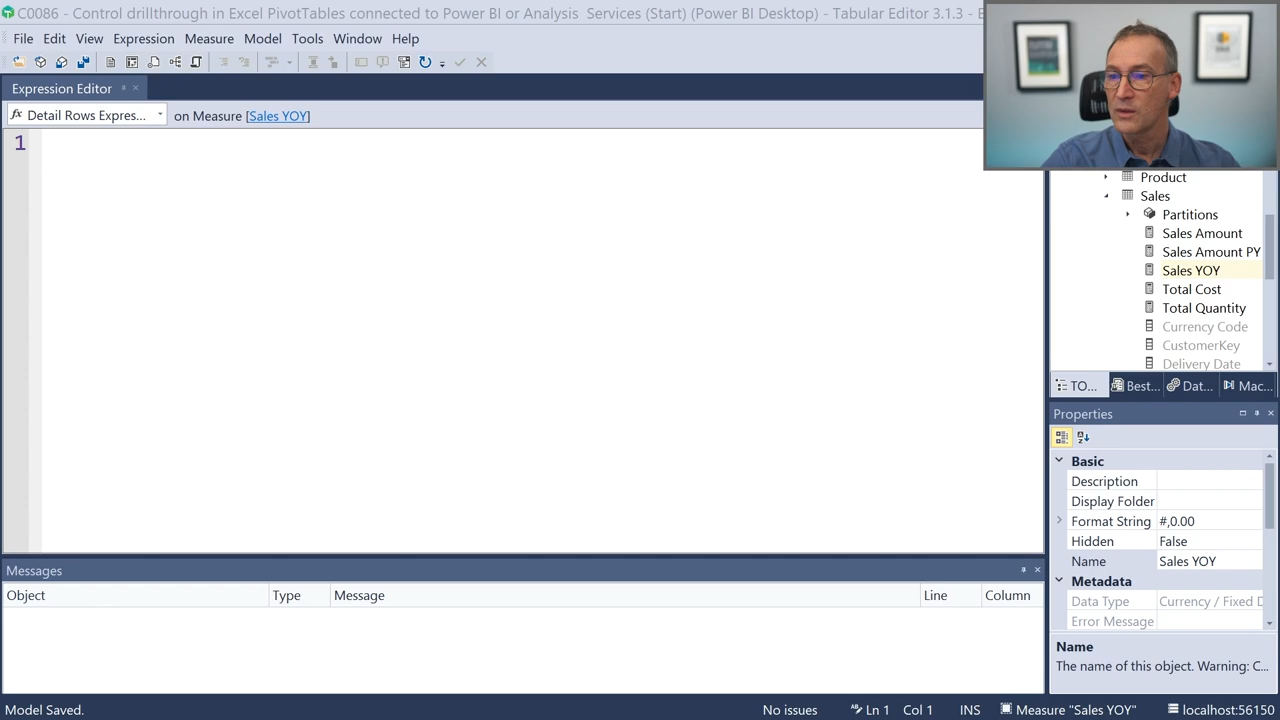 C0086 - Control drillthrough in Excel PivotTables connected to Power BI or Analysis Services (Start) (Power BI Desktop) - Tabular Editor 3.1.3 - E
File Edit View Expression Measure Model Tools Window Help
Expression Editor
Detail Rows Expres... on Measure [Sales YOY]
1
Product
Sales
Partitions
Sales Amount
Sales Amount PY
Sales YOY
Total Cost
Total Quantity
Currency Code
CustomerKey
Delivery Date
TO... Best... Dat... Mac...
Properties
Basic
Description
Display Folder
Format String #,0.00
Hidden False
Name Sales YOY
Metadata
Data Type Currency / Fixed D
Error Message
Name
The name of this object. Warning: C...
Messages
Object Type Message Line Column
Model Saved. No issues Ln 1 Col 1 INS Measure "Sales YOY" localhost:56150